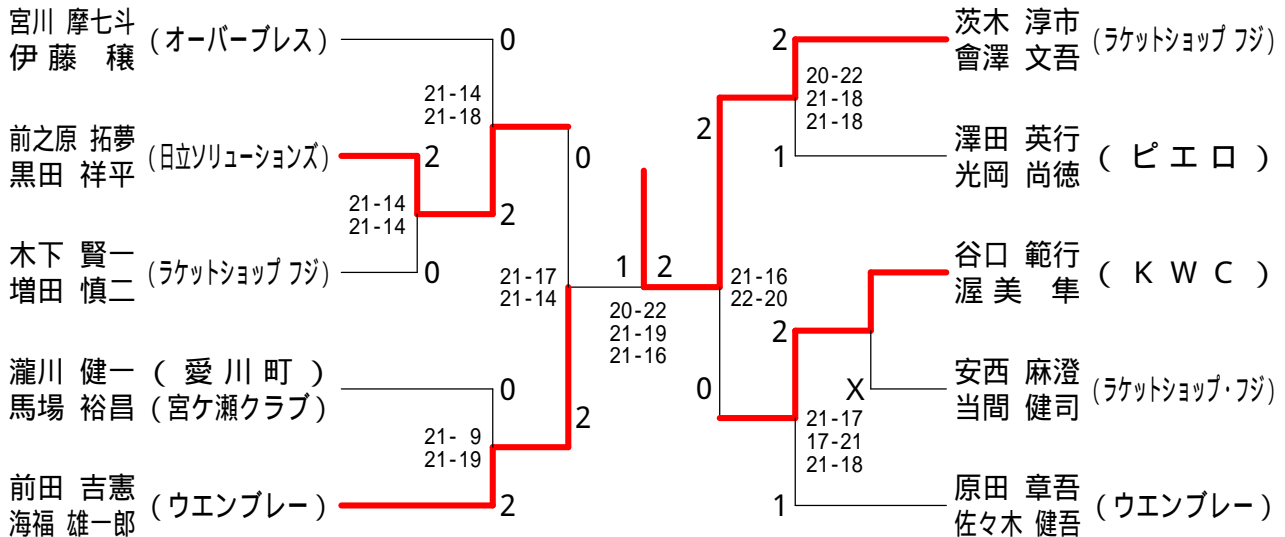 宮川 摩七斗
伊藤 穣
(オーバーブレス)
0
21-14
21-18
前之原 拓夢
黒田 祥平
(日立ソリューションズ)
2
21-14
21-14
2
木下 賢一
増田 慎二
(ラケットショップ フジ)
0
0
21-17
21-14
瀧川 健一 (愛川町)
馬場 裕昌 (宮ケ瀬クラブ)
0
21- 9
21-19
2
前田 吉憲
海福 雄一郎
(ウエンブレー)
2
1 2
20-22
21-19
21-16
2
茨木 淳市
會澤 文吾
(ラケットショップ フジ)
20-22
21-18
21-18
2
1
澤田 英行
光岡 尚徳
(ピエロ)
21-16
22-20
谷口 範行
渥美 隼
(KWC)
2
0
X
安西 麻澄
当間 健司
(ラケットショップ・フジ)
21-17
17-21
21-18
1
原田 章吾
佐々木 健吾
(ウエンブレー)